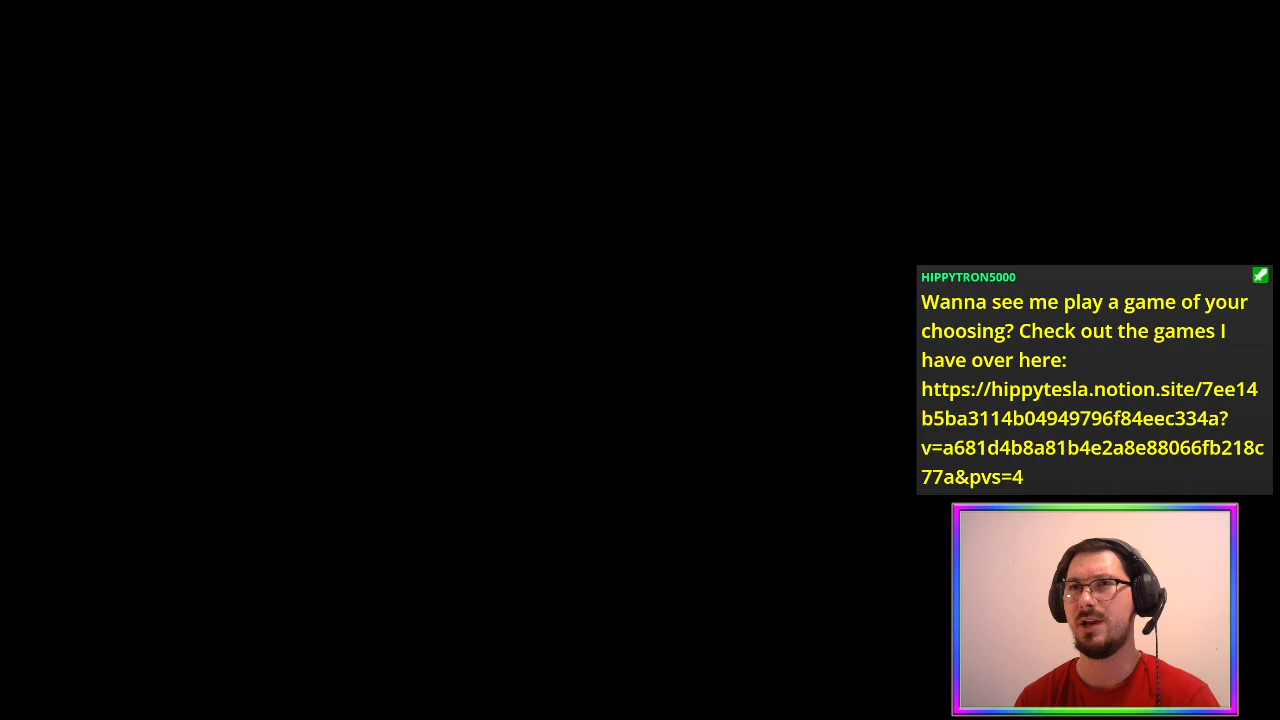 HIPPYTRON5000
Wanna see me play a game of your
choosing? Check out the games I
have over here:
https://hippytesla.notion.site/7ee14
b5ba3114b04949796f84eec334a?
v=a681d4b8a81b4e2a8e88066fb218c
77a&pvs=4